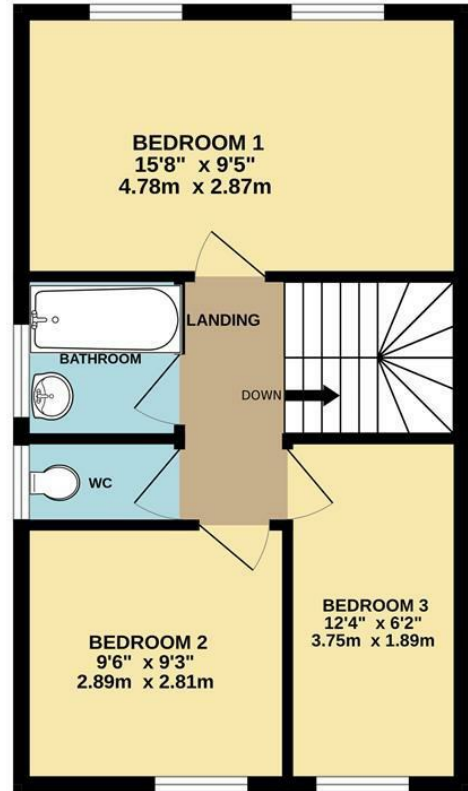 BEDROOM 1
15'8" x 9'5"
4.78m x 2.87m
LANDING
BATHROOM
DOWN
WC
BEDROOM 3
12'4" x 6'2"
3.75m x 1.89m
BEDROOM 2
9'6" x 9'3"
2.89m x 2.81m